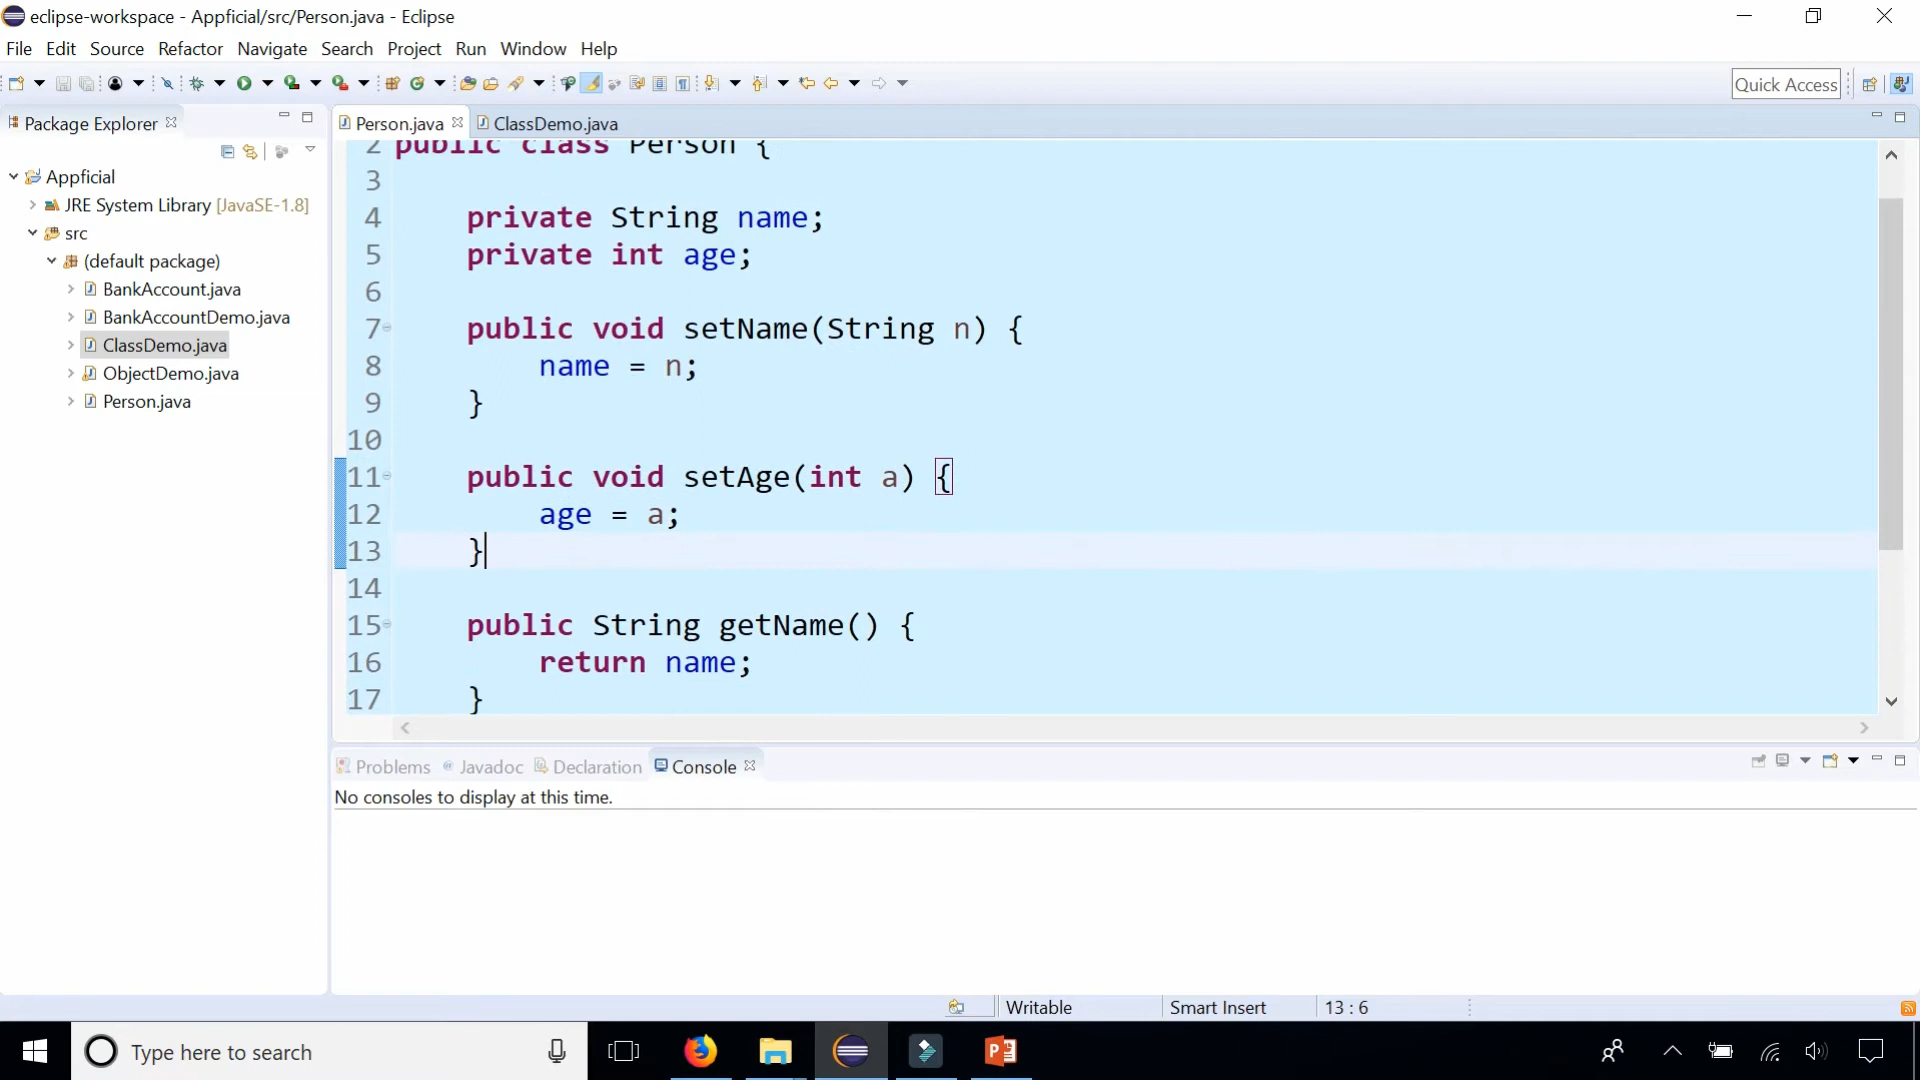 eclipse-workspace - Appficial/src/Person.java - Eclipse
File Edit Source Refactor Navigate Search Project Run Window Help
Quick Access
Package Explorer
Appficial
JRE System Library [JavaSE-1.8]
src
(default package)
BankAccount.java
BankAccountDemo.java
ClassDemo.java
ObjectDemo.java
Person.java
Person.java ClassDemo.java
2 public class Person {
3
4 private String name;
5 private int age;
6
7 public void setName(String n) {
8 name = n;
9 }
10
11 public void setAge(int a) {
12 age = a;
13 }
14
15 public String getName() {
16 return name;
17 }
Problems Javadoc Declaration Console
No consoles to display at this time.
Writable Smart Insert 13 : 6
Type here to search